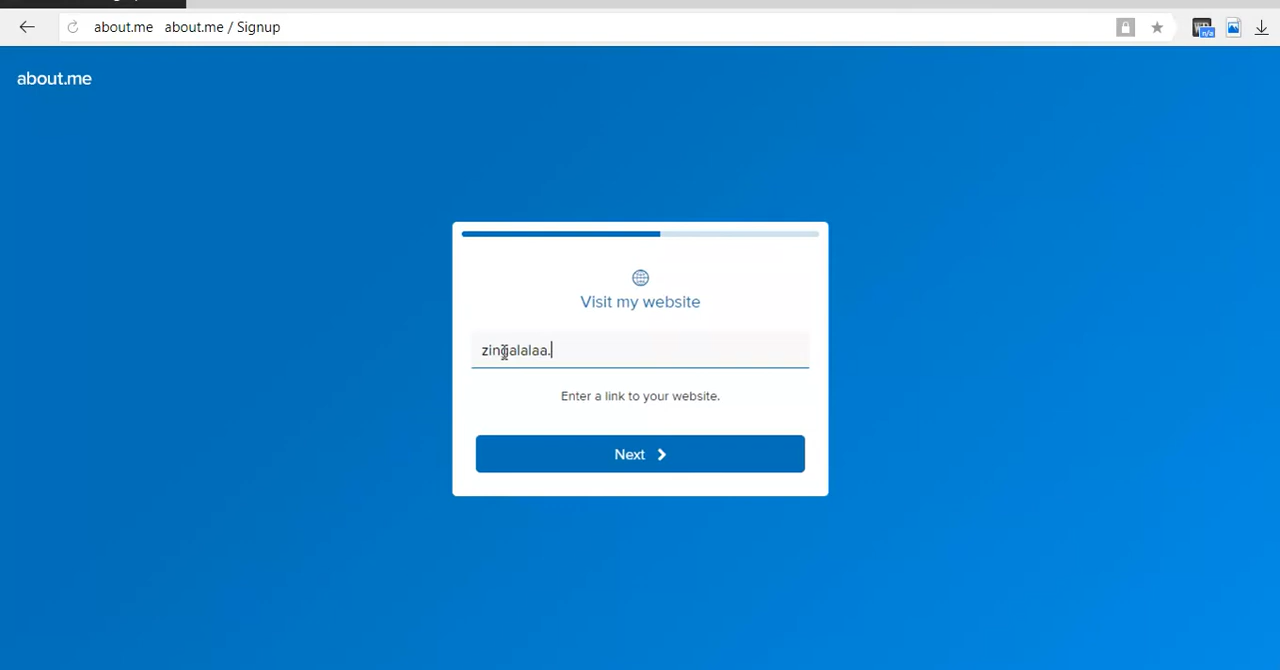 about.me about.me / Signup
n/a
about.me
Visit my website
zingalalaa.
Enter a link to your website.
Next